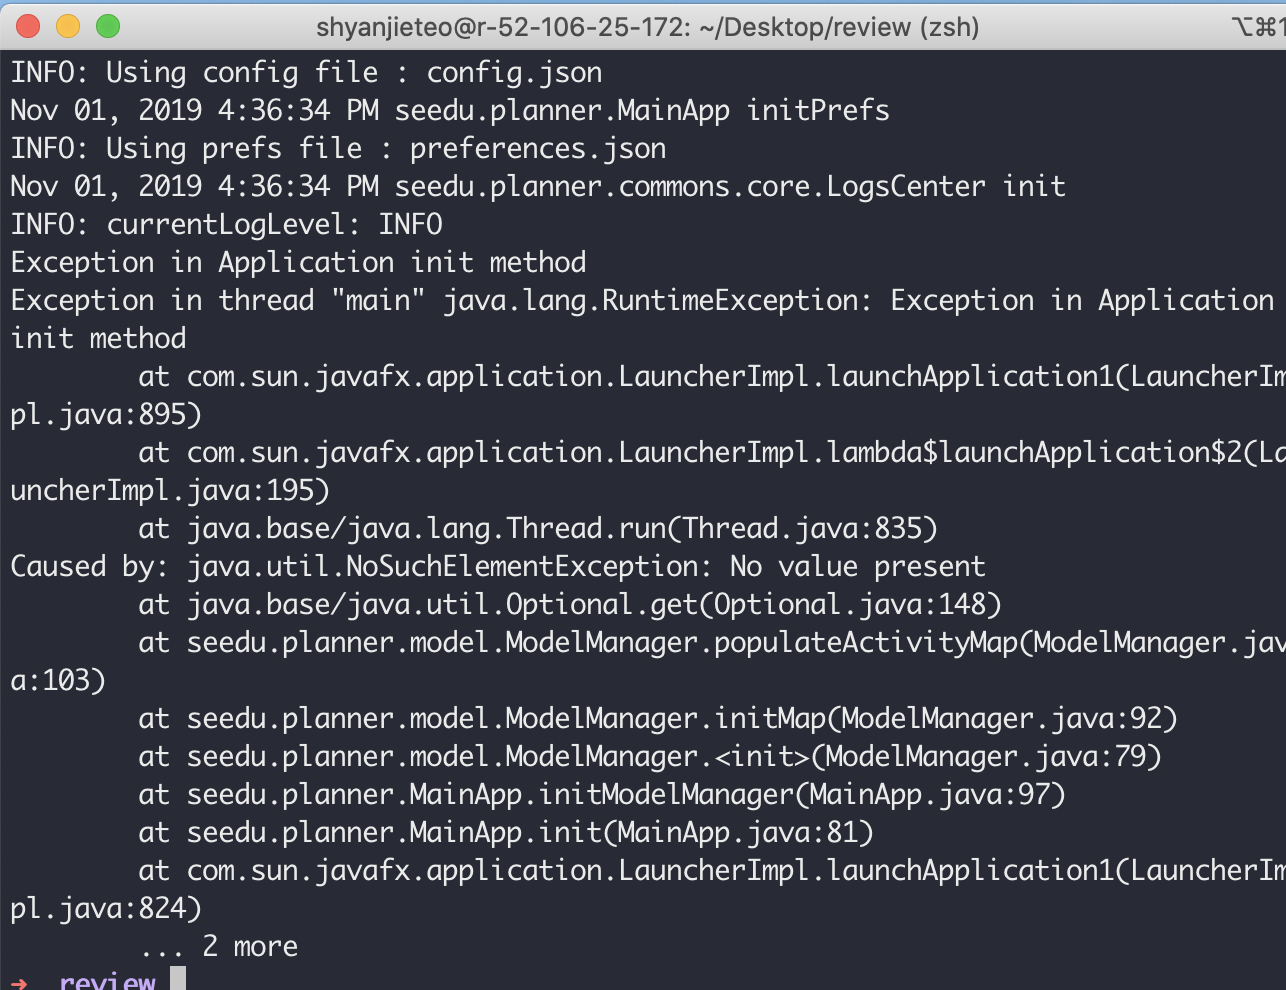 shyanjieteo@r-52-106-25-172: ~/Desktop/review (zsh)
⌥⌘1
INFO: Using config file : config.json
Nov 01, 2019 4:36:34 PM seedu.planner.MainApp initPrefs
INFO: Using prefs file : preferences.json
Nov 01, 2019 4:36:34 PM seedu.planner.commons.core.LogsCenter init
INFO: currentLogLevel: INFO
Exception in Application init method
Exception in thread "main" java.lang.RuntimeException: Exception in Application
init method
at com.sun.javafx.application.LauncherImpl.launchApplication1(LauncherIm
pl.java:895)
at com.sun.javafx.application.LauncherImpl.lambda$launchApplication$2(La
uncherImpl.java:195)
at java.base/java.lang.Thread.run(Thread.java:835)
Caused by: java.util.NoSuchElementException: No value present
at java.base/java.util.Optional.get(Optional.java:148)
at seedu.planner.model.ModelManager.populateActivityMap(ModelManager.jav
a:103)
at seedu.planner.model.ModelManager.initMap(ModelManager.java:92)
at seedu.planner.model.ModelManager.<init>(ModelManager.java:79)
at seedu.planner.MainApp.initModelManager(MainApp.java:97)
at seedu.planner.MainApp.init(MainApp.java:81)
at com.sun.javafx.application.LauncherImpl.launchApplication1(LauncherIm
pl.java:824)
... 2 more
→ review